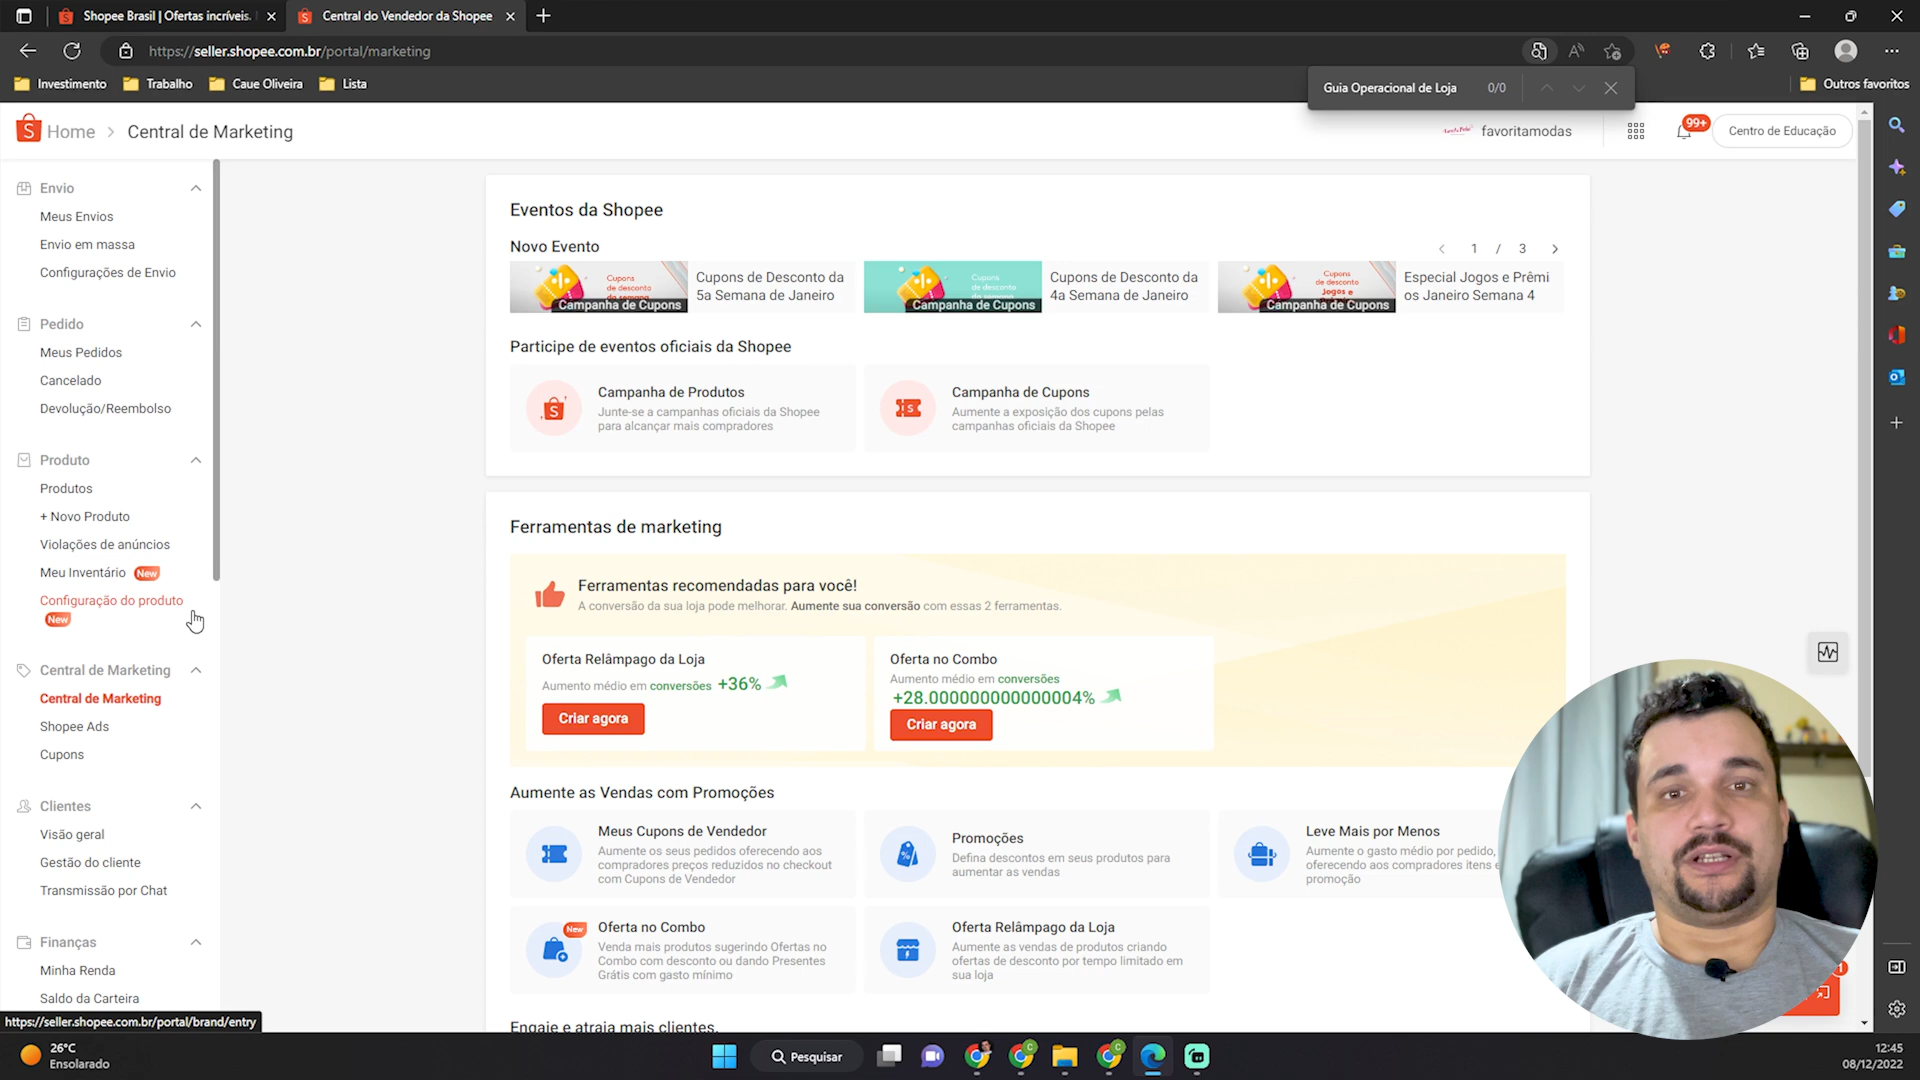 Shopee Brasil | Ofertas incríveis.
Central do Vendedor da Shopee
https://seller.shopee.com.br/portal/marketing
Investimento
Trabalho
Caue Oliveira
Lista
Outros favoritos
Guia Operacional de Loja
0/0
Home
Central de Marketing
favoritamodas
99+
Centro de Educação
Envio
Meus Envios
Envio em massa
Configurações de Envio
Pedido
Meus Pedidos
Cancelado
Devolução/Reembolso
Produto
Produtos
+ Novo Produto
Violações de anúncios
Meu Inventário New
Configuração do produto
New
Central de Marketing
Central de Marketing
Shopee Ads
Cupons
Clientes
Visão geral
Gestão do cliente
Transmissão por Chat
Finanças
Minha Renda
Saldo da Carteira
https://seller.shopee.com.br/portal/brand/entry
Eventos da Shopee
Novo Evento
1 / 3
Cupons
de desconto
da semana
Campanha de Cupons
Cupons de Desconto da
5a Semana de Janeiro
Cupons
de desconto
Campanha de Cupons
Cupons de Desconto da
4a Semana de Janeiro
Cupons
de desconto
Jogos e
Campanha de Cupons
Especial Jogos e Prêmi
os Janeiro Semana 4
Participe de eventos oficiais da Shopee
Campanha de Produtos
Junte-se a campanhas oficiais da Shopee
para alcançar mais compradores
Campanha de Cupons
Aumente a exposição dos cupons pelas
campanhas oficiais da Shopee
Ferramentas de marketing
Ferramentas recomendadas para você!
A conversão da sua loja pode melhorar. Aumente sua conversão com essas 2 ferramentas.
Oferta Relâmpago da Loja
Aumento médio em conversões +36%
Criar agora
Oferta no Combo
Aumento médio em conversões
+28.000000000000004%
Criar agora
Aumente as Vendas com Promoções
Meus Cupons de Vendedor
Aumente os seus pedidos oferecendo aos
compradores preços reduzidos no checkout
com Cupons de Vendedor
Promoções
Defina descontos em seus produtos para
aumentar as vendas
Leve Mais por Menos
Aumente o gasto médio por pedido,
oferecendo aos compradores itens e
promoção
New
Oferta no Combo
Venda mais produtos sugerindo Ofertas no
Combo com desconto ou dando Presentes
Grátis com gasto mínimo
Oferta Relâmpago da Loja
Aumente as vendas de produtos criando
ofertas de desconto por tempo limitado em
sua loja
Engaje e atraia mais clientes.
26°C
Ensolarado
Pesquisar
12:45
08/12/2022